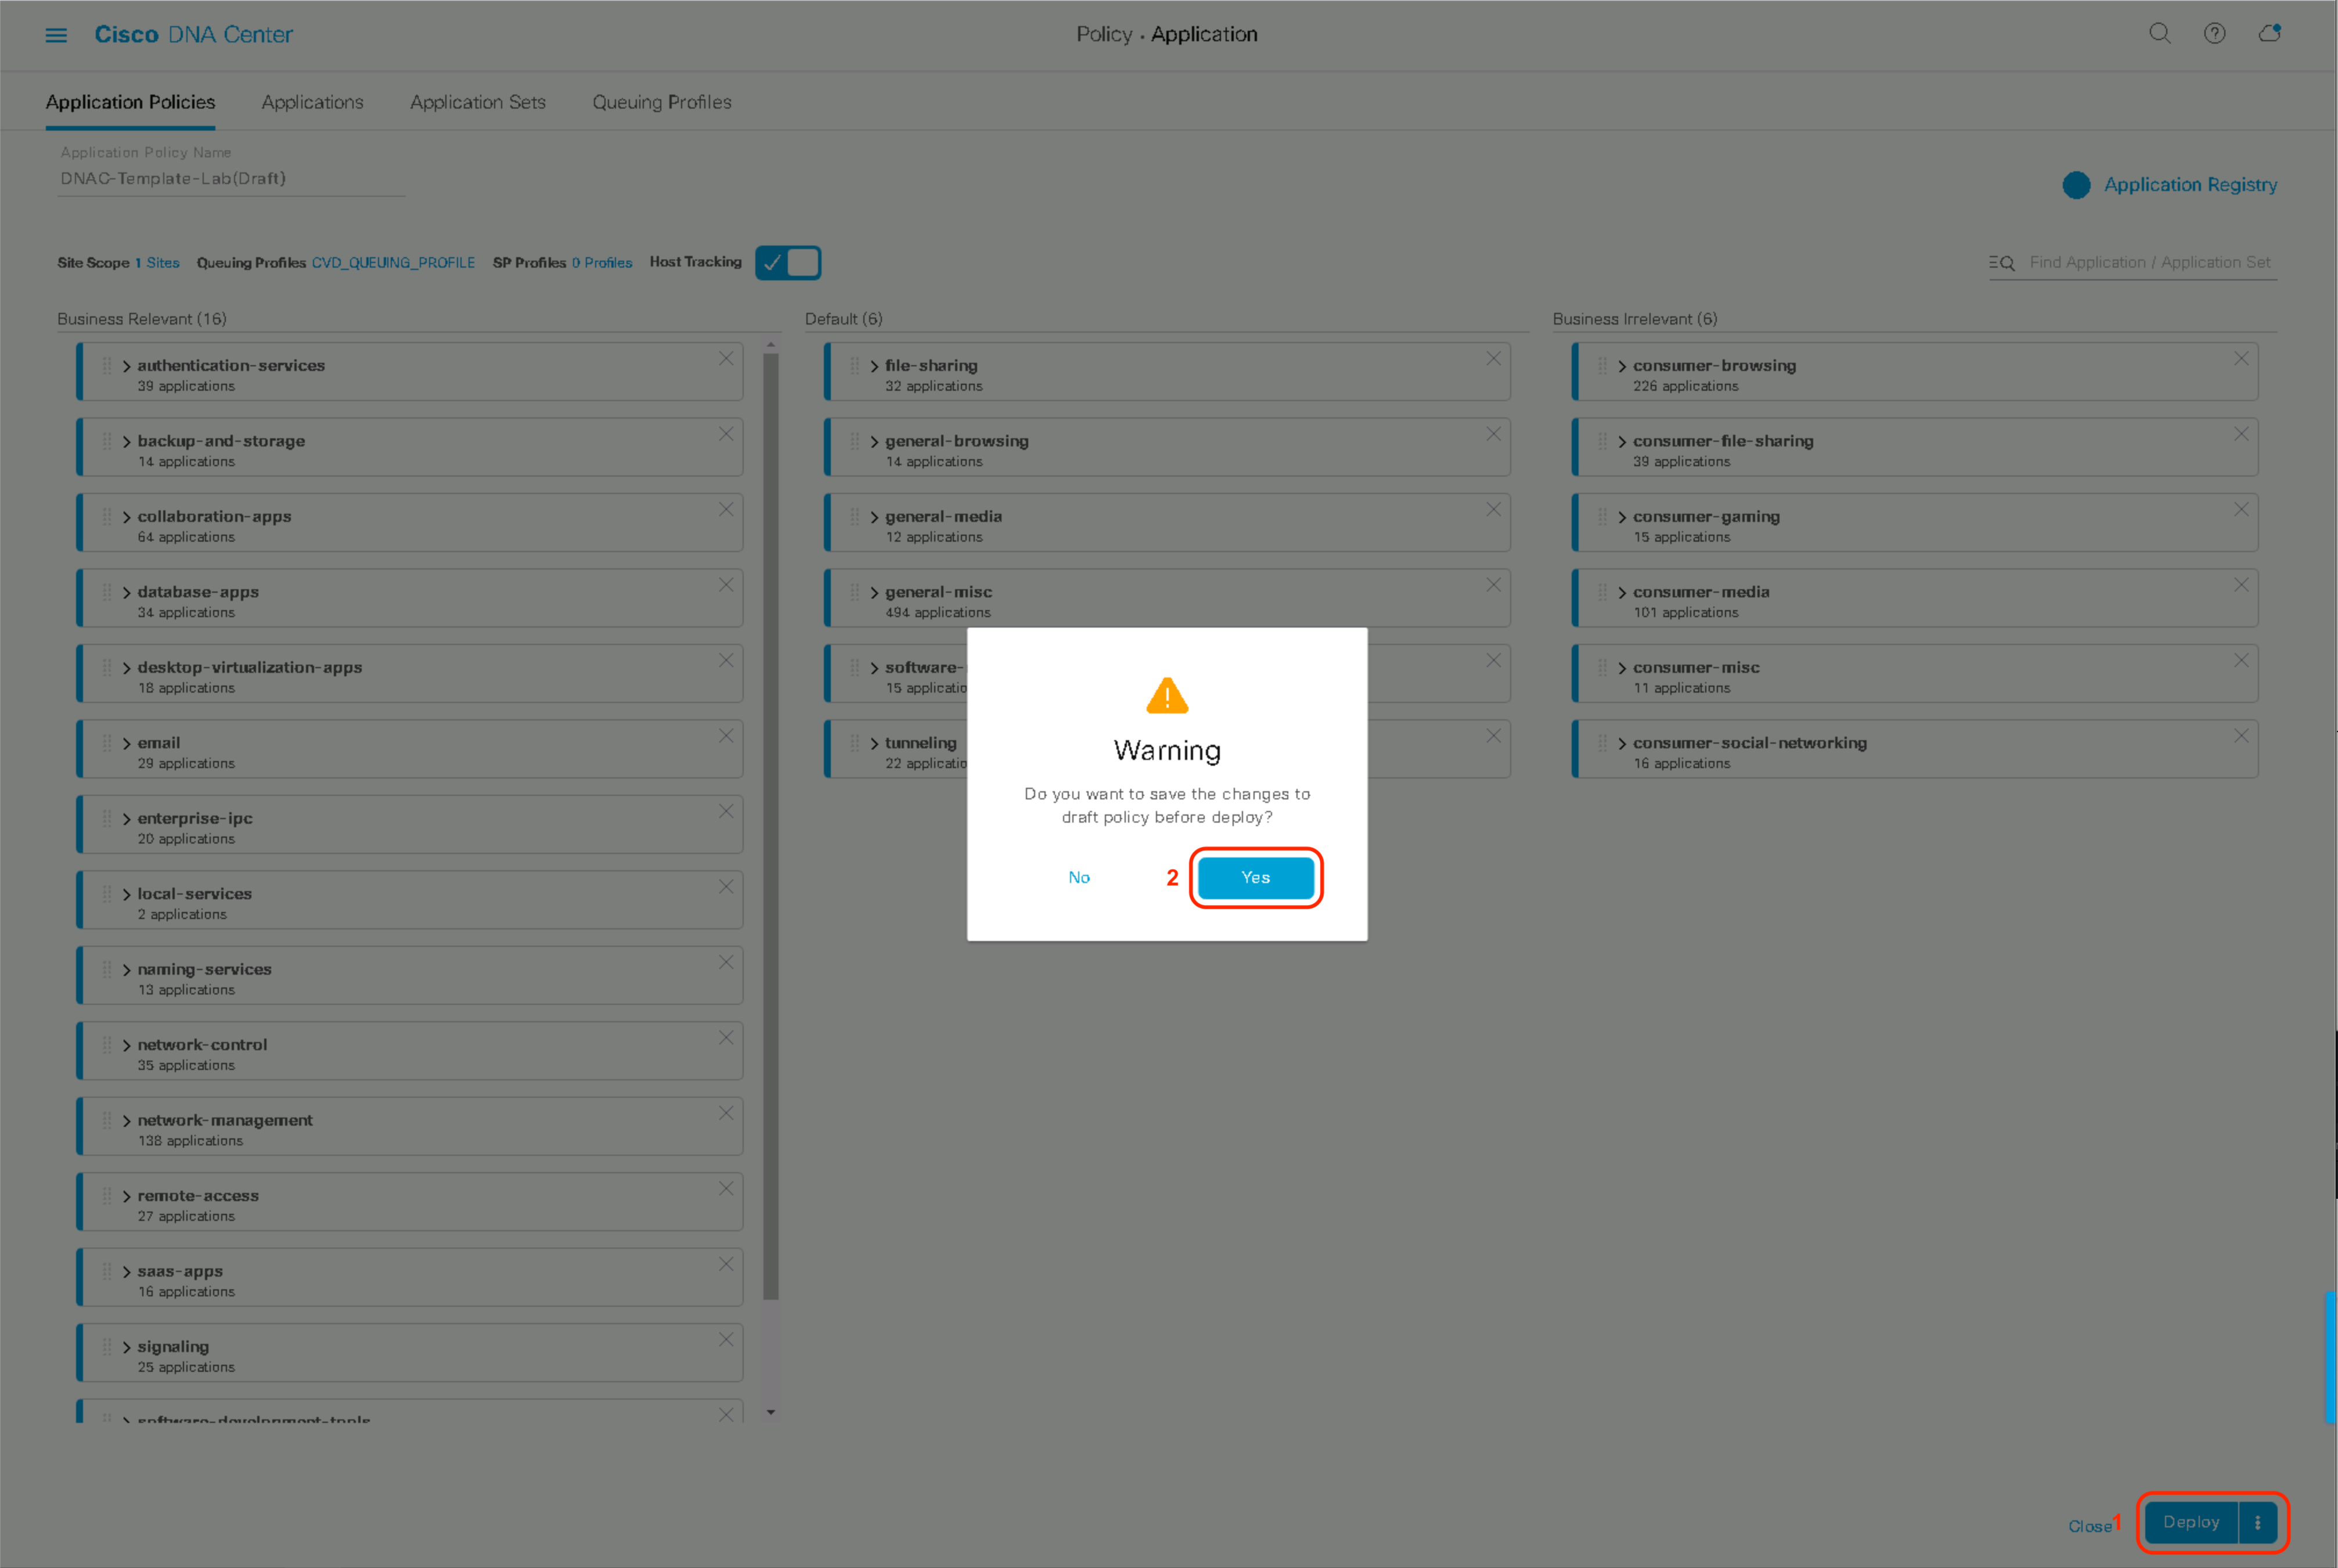 Cisco DNA Center
Policy • Application
Application Policies
Applications
Application Sets
Queuing Profiles
Application Policy Name
DNAC-Template-Lab(Draft)
Application Registry
Site Scope 1 Sites
Queuing Profiles CVD_QUEUING_PROFILE
SP Profiles 0 Profiles
Host Tracking
Find Application / Application Set
Business Relevant (16)
authentication-services
39 applications
backup-and-storage
14 applications
collaboration-apps
64 applications
database-apps
34 applications
desktop-virtualization-apps
18 applications
email
29 applications
enterprise-ipc
20 applications
local-services
2 applications
naming-services
13 applications
network-control
35 applications
network-management
138 applications
remote-access
27 applications
saas-apps
16 applications
signaling
25 applications
software-development-tools
Default (6)
file-sharing
32 applications
general-browsing
14 applications
general-media
12 applications
general-misc
494 applications
software-
15 applicatio
tunneling
22 applicatio
Business Irrelevant (6)
consumer-browsing
226 applications
consumer-file-sharing
39 applications
consumer-gaming
15 applications
consumer-media
101 applications
consumer-misc
11 applications
consumer-social-networking
16 applications
Warning
Do you want to save the changes to
draft policy before deploy?
No
2
Yes
Close
1
Deploy